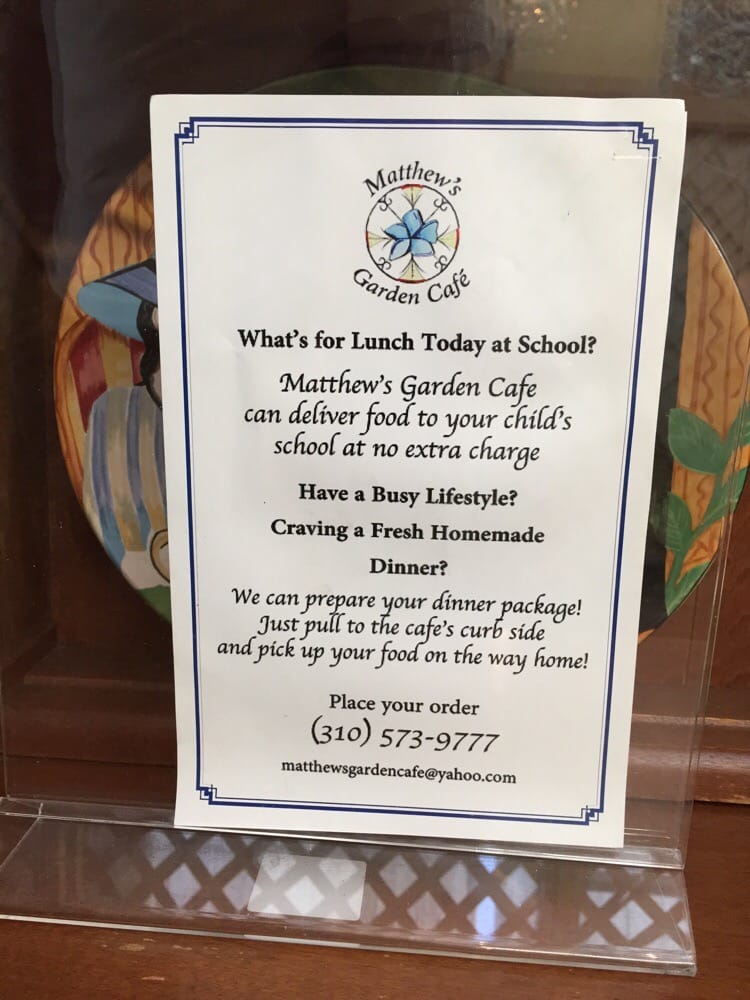 Matthew's
Garden Café
What's for Lunch Today at School?
Matthew's Garden Cafe
can deliver food to your child's
school at no extra charge
Have a Busy Lifestyle?
Craving a Fresh Homemade
Dinner?
We can prepare your dinner package!
Just pull to the cafe's curb side
and pick up your food on the way home!
Place your order
(310) 573-9777
matthewsgardencafe@yahoo.com